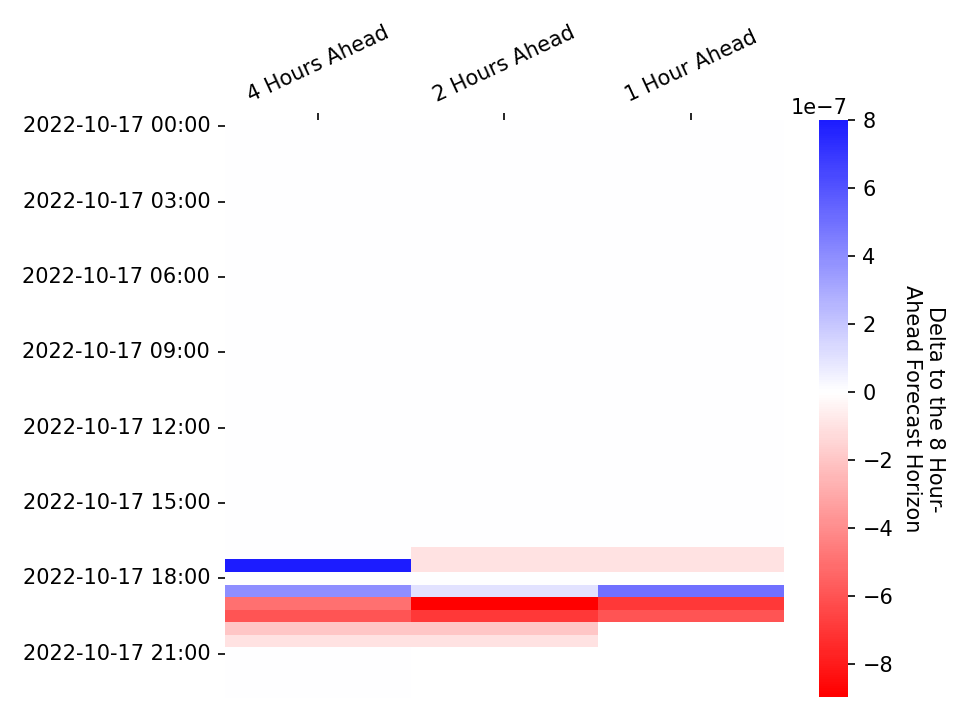 4 Hours Ahead
2 Hours Ahead
1 Hour Ahead
1e−7
2022-10-17 00:00
2022-10-17 03:00
2022-10-17 06:00
2022-10-17 09:00
2022-10-17 12:00
2022-10-17 15:00
2022-10-17 18:00
2022-10-17 21:00
8
6
4
2
0
−2
−4
−6
−8
Delta to the 8 Hour-
Ahead Forecast Horizon